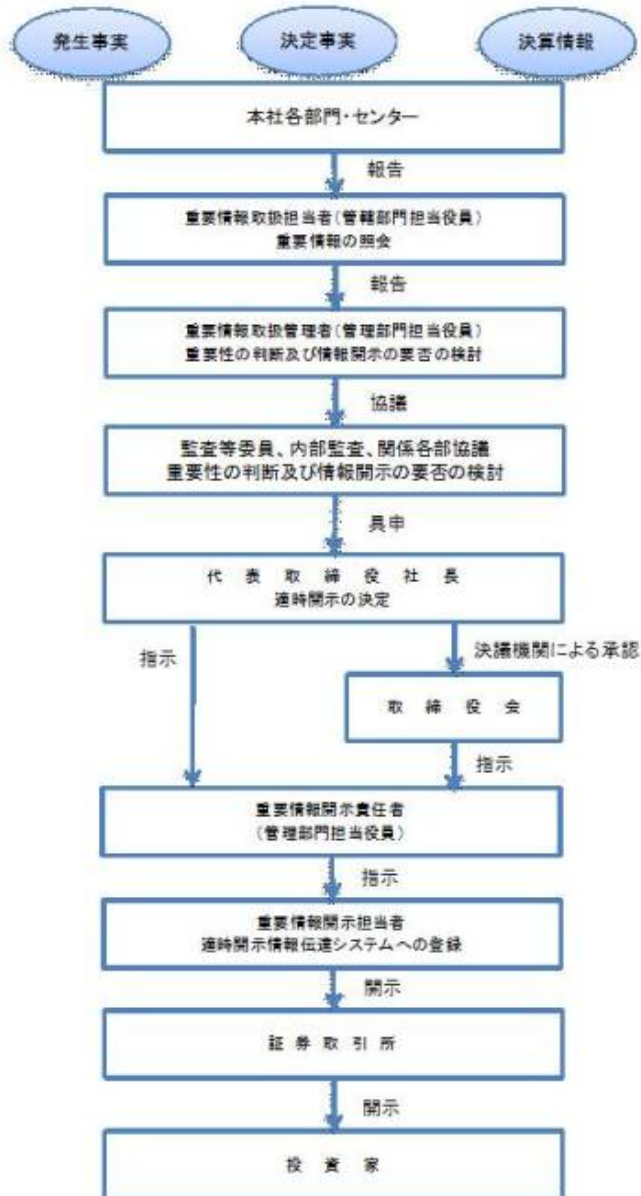 発生事実
決定事実
決算情報
本社各部門・センター
報告
重要情報取扱担当者(管轄部門担当役員)
重要情報の照会
報告
重要情報取扱管理者(管理部門担当役員)
重要性の判断及び情報開示の要否の検討
協議
監査等委員、内部監査、関係各部協議
重要性の判断及び情報開示の要否の検討
具申
代 表 取 締 役 社 長
適時開示の決定
指示
決議機関による承認
取 締 役 会
指示
重要情報開示責任者
(管理部門担当役員)
指示
重要情報開示担当者
適時開示情報伝達システムへの登録
開示
証 券 取 引 所
開示
投 資 家